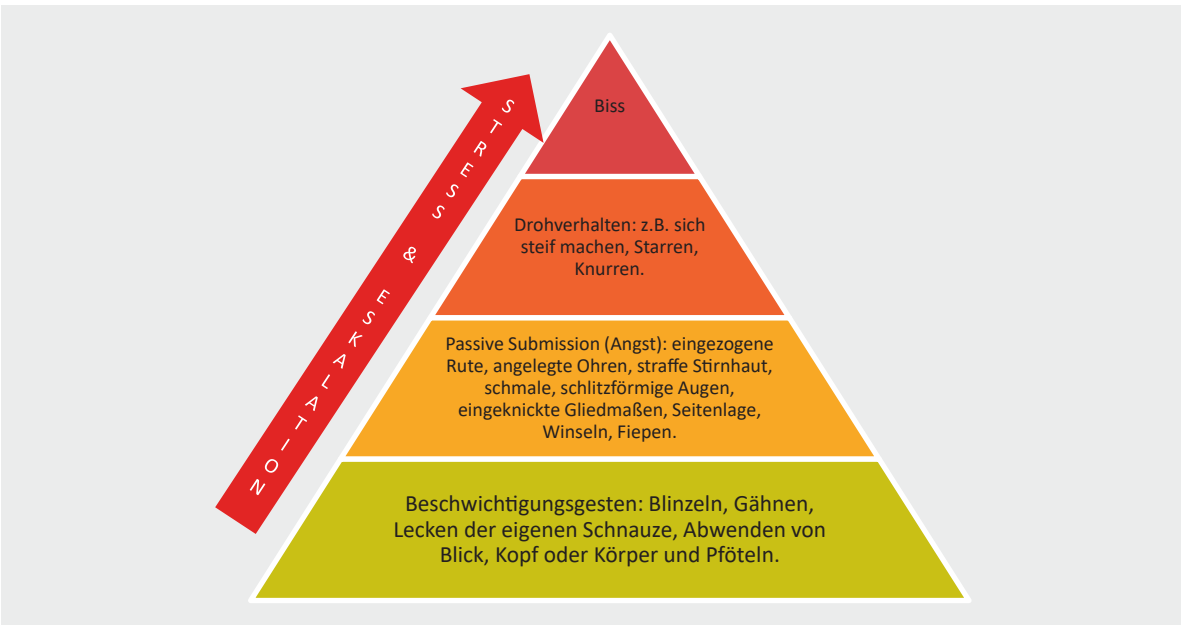 STRESS & ESKALATION
Biss
Drohverhalten: z.B. sich
steif machen, Starren,
Knurren.
Passive Submission (Angst): eingezogene
Rute, angelegte Ohren, straffe Stirnhaut,
schmale, schlitzförmige Augen,
eingeknickte Gliedmaßen, Seitenlage,
Winseln, Fiepen.
Beschwichtigungsgesten: Blinzeln, Gähnen,
Lecken der eigenen Schnauze, Abwenden von
Blick, Kopf oder Körper und Pföteln.